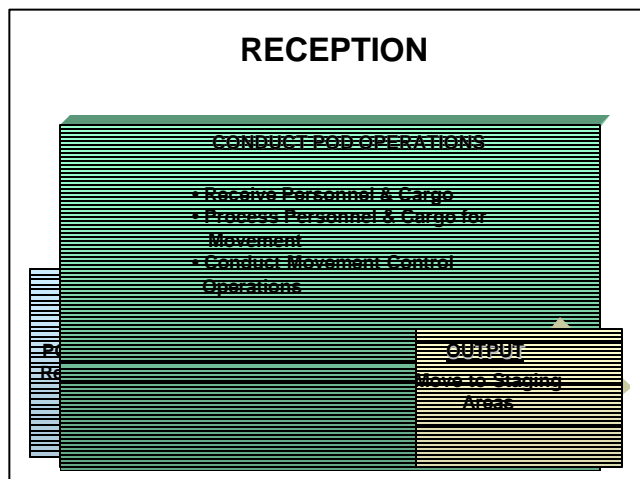 RECEPTION
CONDUCT POD OPERATIONS
• Receive Personnel & Cargo
• Process Personnel & Cargo for
Movement
• Conduct Movement Control
Operations
OUTPUT
Move to Staging
Areas